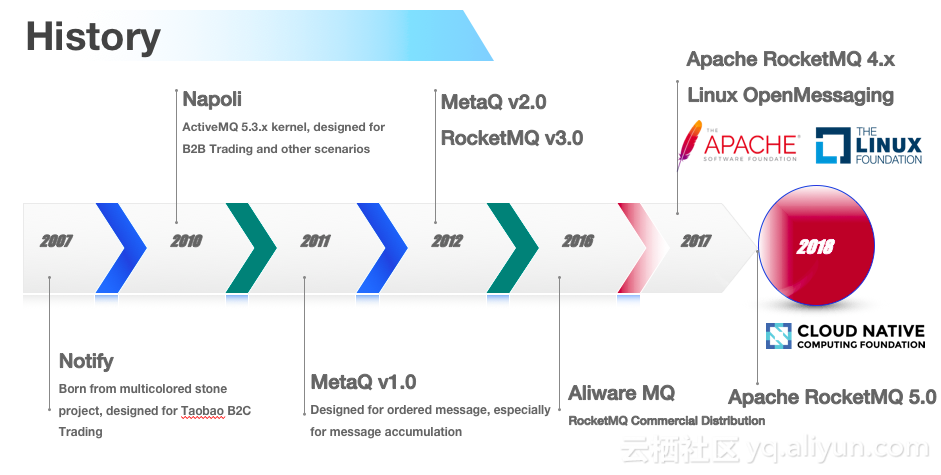 History
Napoli
ActiveMQ 5.3.x kernel, designed for
B2B Trading and other scenarios
MetaQ v2.0
RocketMQ v3.0
Apache RocketMQ 4.x
Linux OpenMessaging
THE
APACHE®
SOFTWARE FOUNDATION
THE
LINUX
FOUNDATION
2007
2010
2011
2012
2016
2017
2018
CLOUD NATIVE
COMPUTING FOUNDATION
Notify
Born from multicolored stone
project, designed for Taobao B2C
Trading
MetaQ v1.0
Designed for ordered message, especially
for message accumulation
Aliware MQ
RocketMQ Commercial Distribution
Apache RocketMQ 5.0
云栖社区 yq.aliyun.com